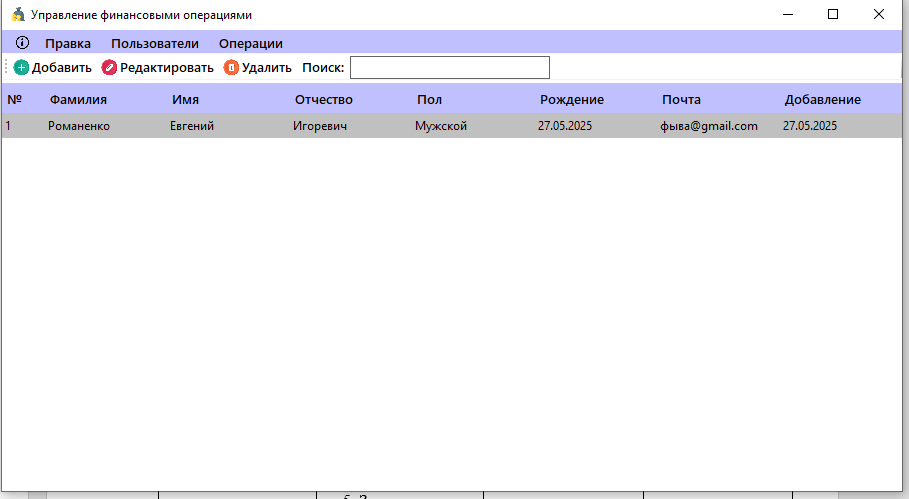 Управление финансовыми операциями
Правка Пользователи Операции
Добавить Редактировать Удалить Поиск:
№ Фамилия Имя Отчество Пол Рождение Почта Добавление
1 Романенко Евгений Игоревич Мужской 27.05.2025 фыва@gmail.com 27.05.2025